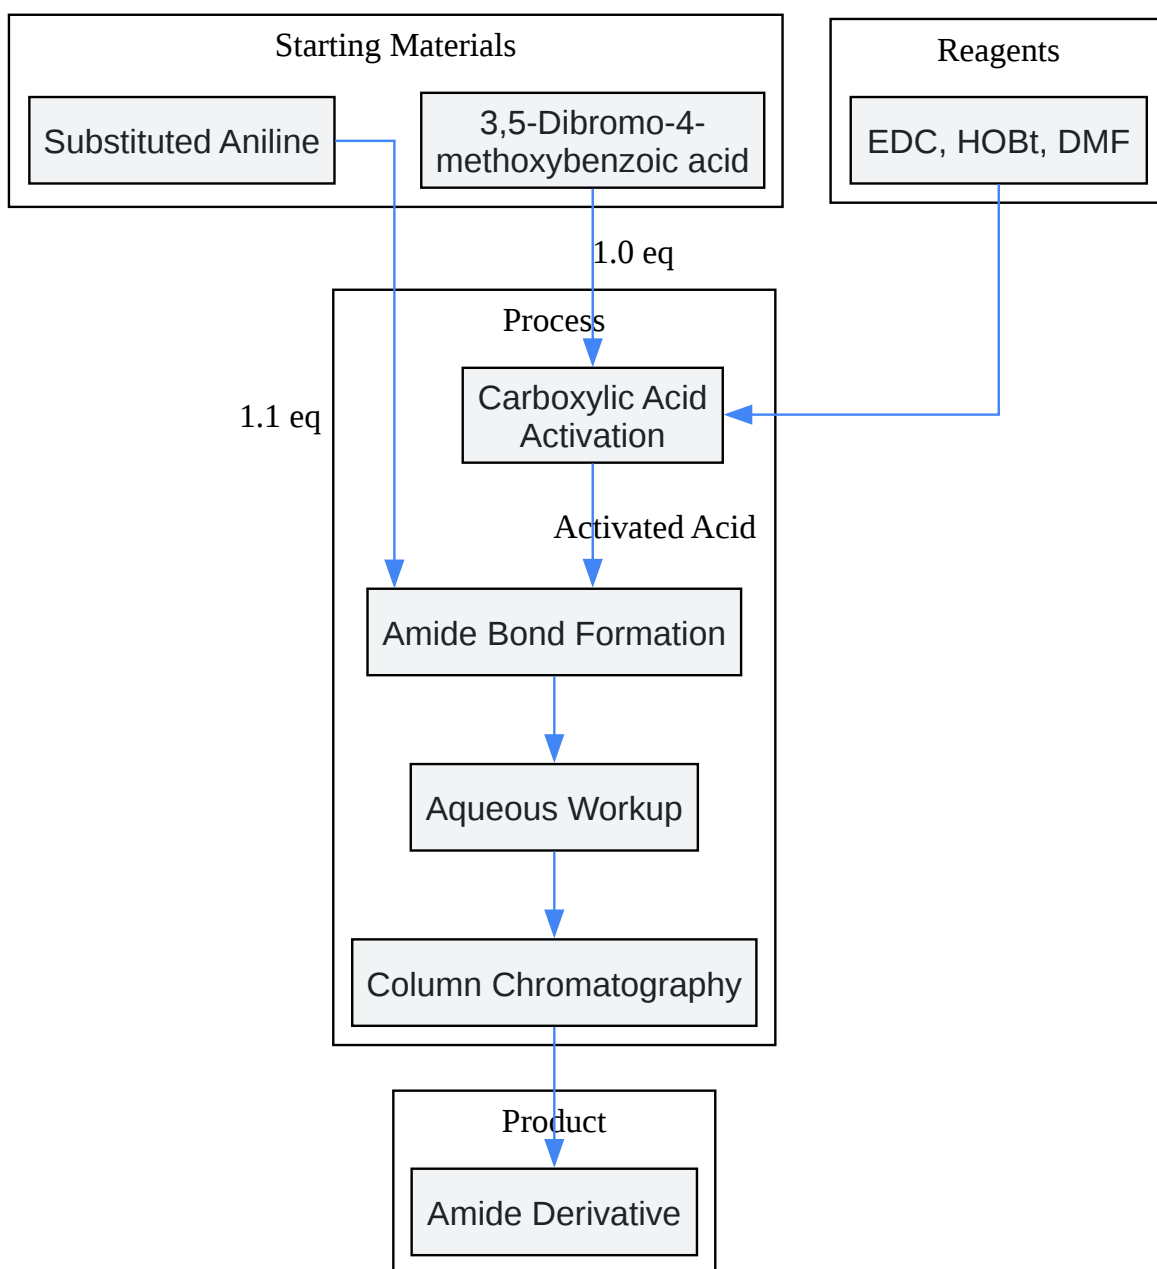 Starting Materials
Reagents
Substituted Aniline
3,5-Dibromo-4-
methoxybenzoic acid
EDC, HOBt, DMF
1.0 eq
Process
Carboxylic Acid
Activation
1.1 eq
Activated Acid
Amide Bond Formation
Aqueous Workup
Column Chromatography
Product
Amide Derivative